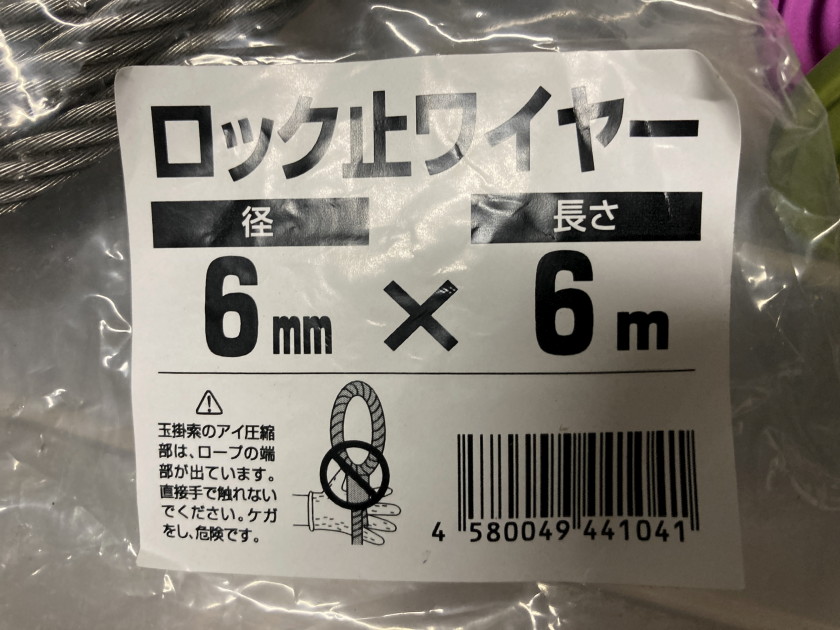 ロック止ワイヤー
径 長さ
6mm × 6m
⚠
玉掛索のアイ圧縮
部は、ロープの端
部が出ています。
直接手で触れない
でください。ケガ
をし、危険です。
4 580049 441041